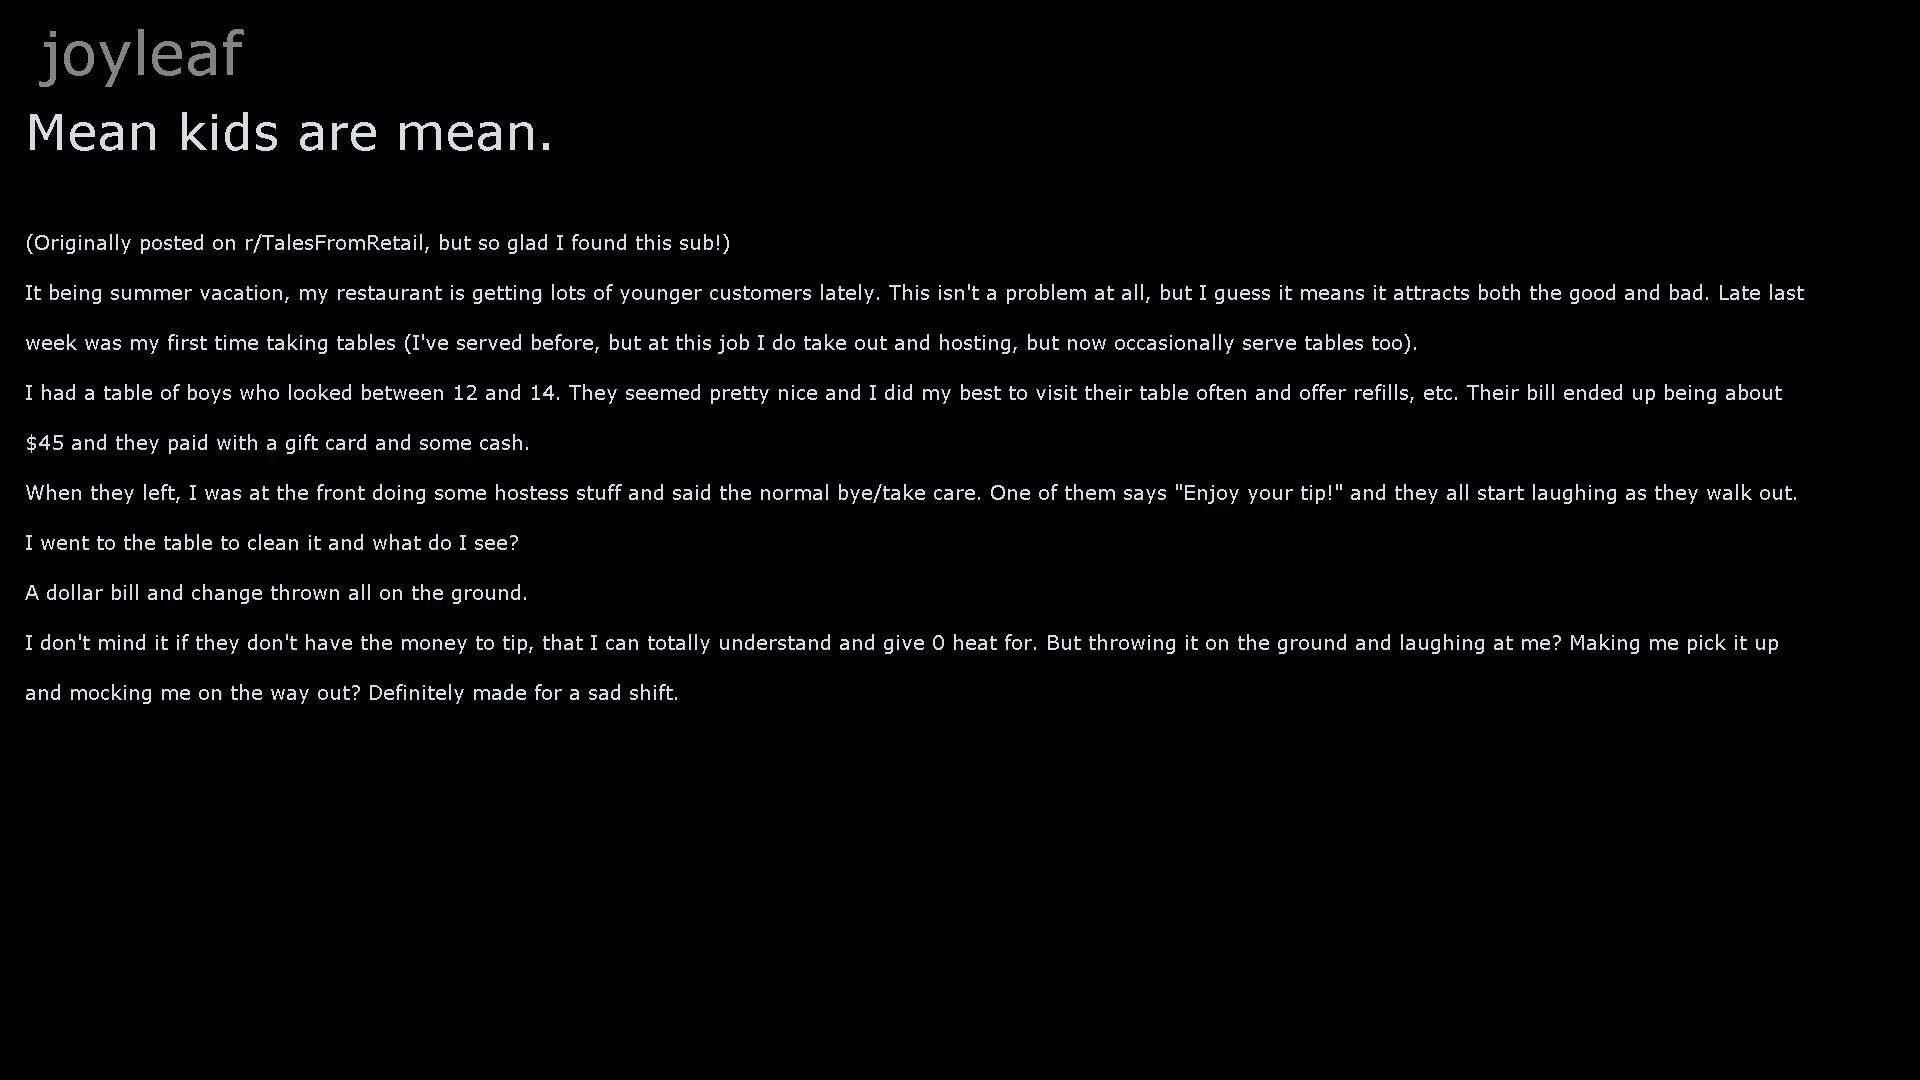 joyleaf
Mean kids are mean.
(Originally posted on r/TalesFromRetail, but so glad I found this sub!)
It being summer vacation, my restaurant is getting lots of younger customers lately. This isn't a problem at all, but I guess it means it attracts both the good and bad. Late last
week was my first time taking tables (I've served before, but at this job I do take out and hosting, but now occasionally serve tables too).
I had a table of boys who looked between 12 and 14. They seemed pretty nice and I did my best to visit their table often and offer refills, etc. Their bill ended up being about
$45 and they paid with a gift card and some cash.
When they left, I was at the front doing some hostess stuff and said the normal bye/take care. One of them says "Enjoy your tip!" and they all start laughing as they walk out.
I went to the table to clean it and what do I see?
A dollar bill and change thrown all on the ground.
I don't mind it if they don't have the money to tip, that I can totally understand and give 0 heat for. But throwing it on the ground and laughing at me? Making me pick it up
and mocking me on the way out? Definitely made for a sad shift.